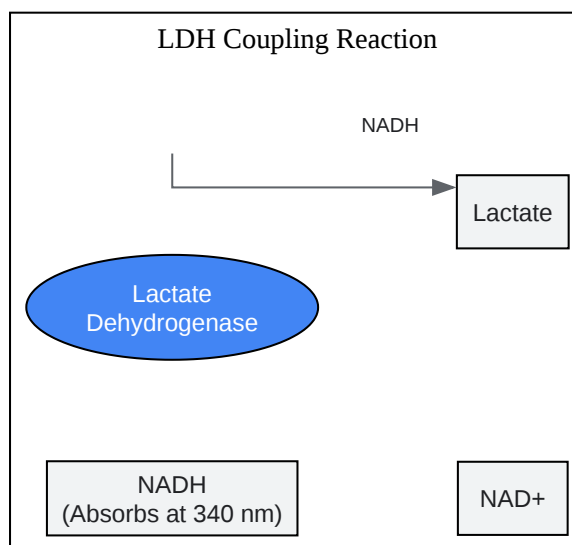 LDH Coupling Reaction
NADH
Lactate
Lactate
Dehydrogenase
NADH
(Absorbs at 340 nm)
NAD+